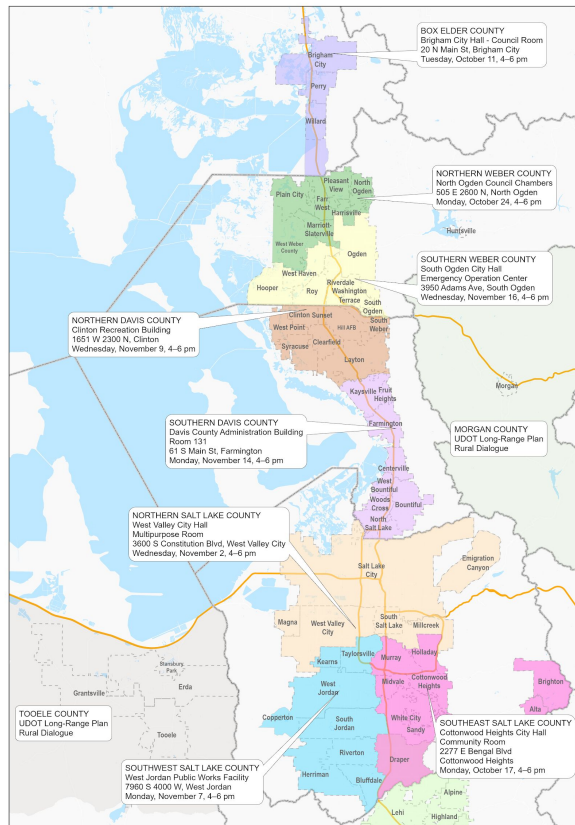 BOX ELDER COUNTY
Brigham City Hall - Council Room
20 N Main St, Brigham City
Tuesday, October 11, 4–6 pm
Brigham
City
Perry
Willard
NORTHERN WEBER COUNTY
North Ogden Council Chambers
505 E 2600 N, North Ogden
Monday, October 24, 4–6 pm
Pleasant
View
North
Ogden
Plain City
Farr
West
Harrisville
Marriott-
Slaterville
West Weber
County
Huntsville
SOUTHERN WEBER COUNTY
South Ogden City Hall
Emergency Operation Center
3950 Adams Ave, South Ogden
Wednesday, November 16, 4–6 pm
Ogden
West Haven
Hooper
Roy
Riverdale
Washington
Terrace
South
Ogden
NORTHERN DAVIS COUNTY
Clinton Recreation Building
1651 W 2300 N, Clinton
Wednesday, November 9, 4–6 pm
Clinton
Sunset
West Point
Hill AFB
South
Weber
Syracuse
Clearfield
Layton
Morgan
Kaysville
Fruit
Heights
SOUTHERN DAVIS COUNTY
Davis County Administration Building
Room 131
61 S Main St, Farmington
Monday, November 14, 4–6 pm
Farmington
MORGAN COUNTY
UDOT Long-Range Plan
Rural Dialogue
Centerville
West
Bountiful
Woods
Cross
Bountiful
North
Salt Lake
NORTHERN SALT LAKE COUNTY
West Valley City Hall
Multipurpose Room
3600 S Constitution Blvd, West Valley City
Wednesday, November 2, 4–6 pm
Salt Lake
City
Emigration
Canyon
Magna
West Valley
City
South
Salt Lake
Millcreek
Taylorsville
Kearns
Murray
Holladay
Stansbury
Park
Grantsville
Erda
West
Jordan
Midvale
Cottonwood
Heights
Brighton
Alta
TOOELE COUNTY
UDOT Long-Range Plan
Rural Dialogue
Tooele
Copperton
South
Jordan
White City
Sandy
SOUTHEAST SALT LAKE COUNTY
Cottonwood Heights City Hall
Community Room
2277 E Bengal Blvd
Cottonwood Heights
Monday, October 17, 4–6 pm
Riverton
Draper
SOUTHWEST SALT LAKE COUNTY
West Jordan Public Works Facility
7960 S 4000 W, West Jordan
Monday, November 7, 4–6 pm
Herriman
Bluffdale
Alpine
Lehi
Highland